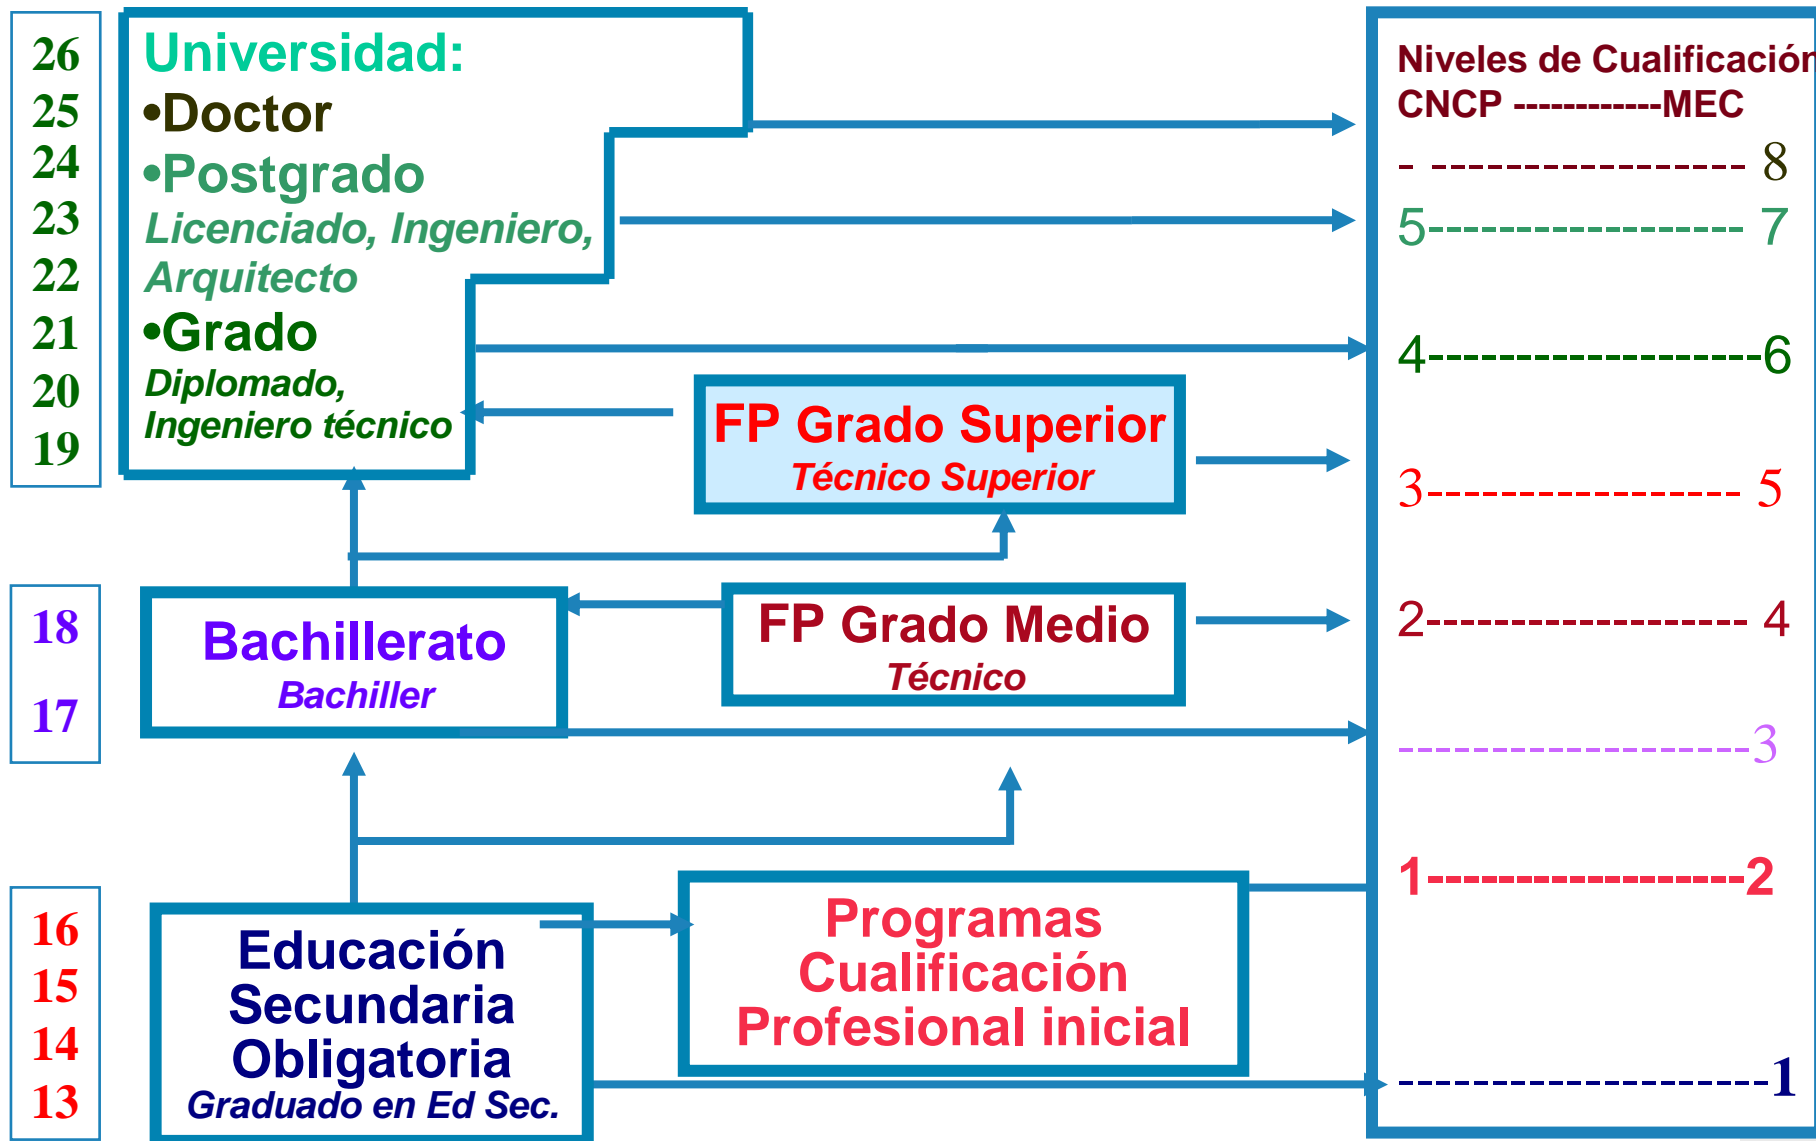 26
25
24
23
22
21
20
19
18
17
16
15
14
13
Universidad:
•Doctor
•Postgrado
Licenciado, Ingeniero,
Arquitecto
•Grado
Diplomado,
Ingeniero técnico
FP Grado Superior
Técnico Superior
Bachillerato
Bachiller
FP Grado Medio
Técnico
Educación
Secundaria
Obligatoria
Graduado en Ed Sec.
Programas
Cualificación
Profesional inicial
Niveles de Cualificación
CNCP ------------MEC
- ------------------ 8
5------------------ 7
4-------------------6
3------------------ 5
2------------------ 4
--------------------3
1------------------2
---------------------1